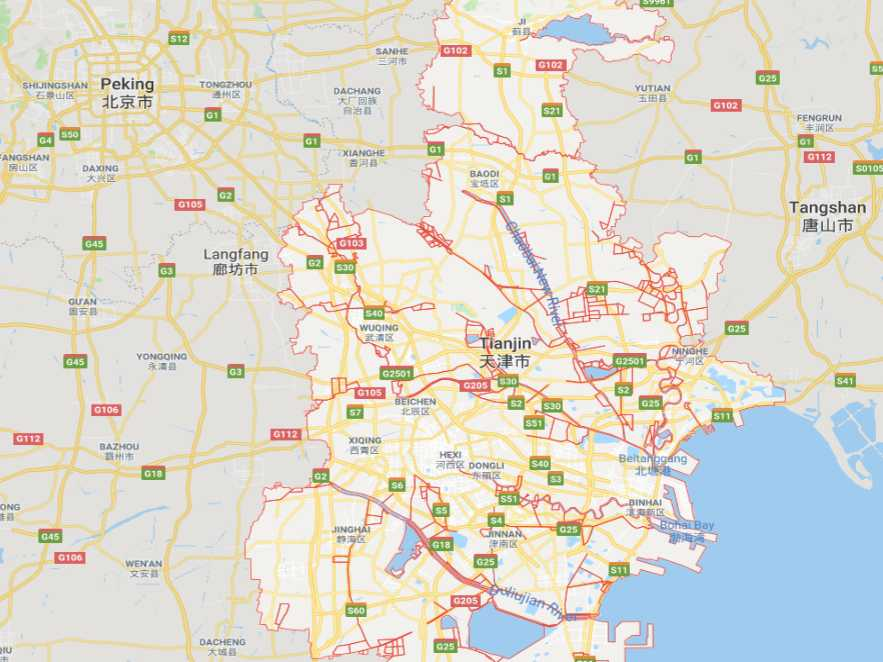 S9961
JI
蓟县
S12
SANHE
三河市
G102
S1
G102
G25
S5
SHIJINGSHAN
石景山区
Peking
北京市
TONGZHOU
通州区
DACHANG
大厂回族
自治县
YUTIAN
玉田县
G102
G1
S21
FENGRUN
丰润区
G4
S50
G1
G1
G1
G1
G112
FANGSHAN
房山区
DAXING
大兴区
XIANGHE
香河县
BAODI
宝坻区
G1
S0105
G2
G105
S1
Tangshan
唐山市
G45
G103
Chaobai New River
Langfang
廊坊市
G3
G2
S30
S21
GU'AN
固安县
S40
WUQING
武清区
G25
Tianjin
天津市
YONGQING
永清县
G45
G3
G2501
G2501
NINGHE
宁河区
G105
G205
S30
S2
S41
G106
S7
BEICHEN
北辰区
S2
S30
G25
S11
S51
G112
G112
XIQING
西青区
BAZHOU
霸州市
HEXI
河西区
DONGLI
东丽区
S40
Beitanggang
北塘港
G18
G2
S6
S3
S51
BINHAI
滨海新区
S5
S4
G25
Bohai Bay
渤海湾
JINGHAI
静海区
JINNAN
津南区
G45
G18
G106
WEN'AN
文安县
G25
S11
Duliujian River
G205
S60
DACHENG
大城县
G25